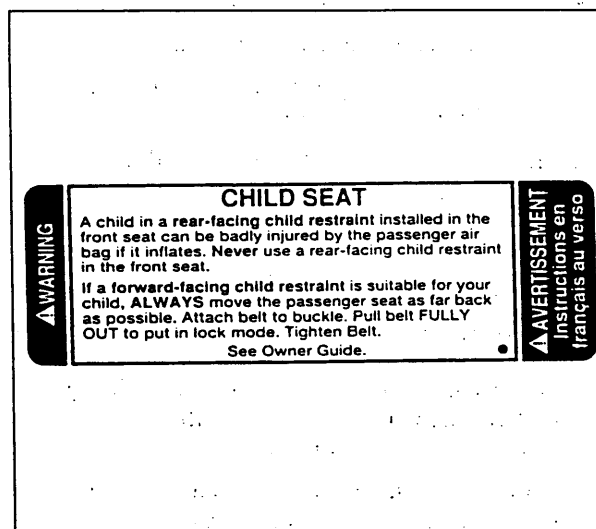 ⚠WARNING
CHILD SEAT
A child in a rear-facing child restraint installed in the
front seat can be badly injured by the passenger air
bag if it inflates. Never use a rear-facing child restraint
in the front seat.
If a forward-facing child restraint is suitable for your
child, ALWAYS move the passenger seat as far back
as possible. Attach belt to buckle. Pull belt FULLY
OUT to put in lock mode. Tighten Belt.
See Owner Guide.
⚠AVERTISSEMENT
Instructions en
français au verso